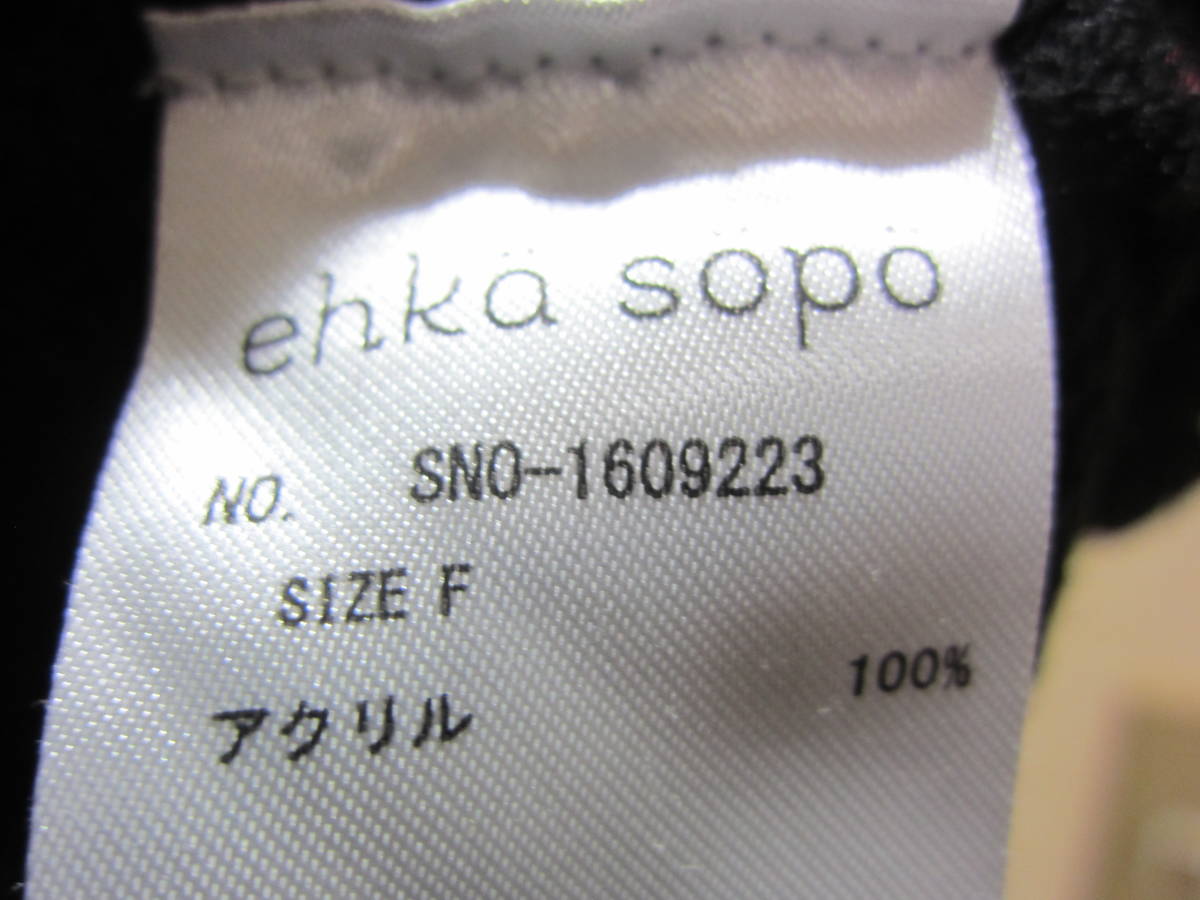 ehka sopo
NO. SNO-1609223
SIZE F
アクリル 100%